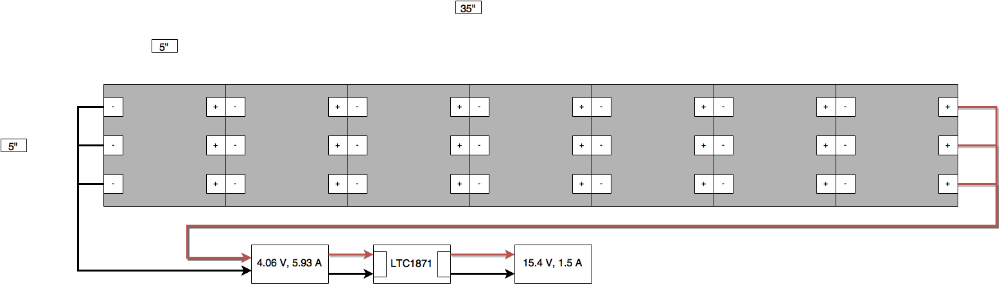 35"
5"
- + - + - + - + - + - + - +
5"
- + - + - + - + - + - + - +
- + - + - + - + - + - + - +
4.06 V, 5.93 A
LTC1871
15.4 V, 1.5 A